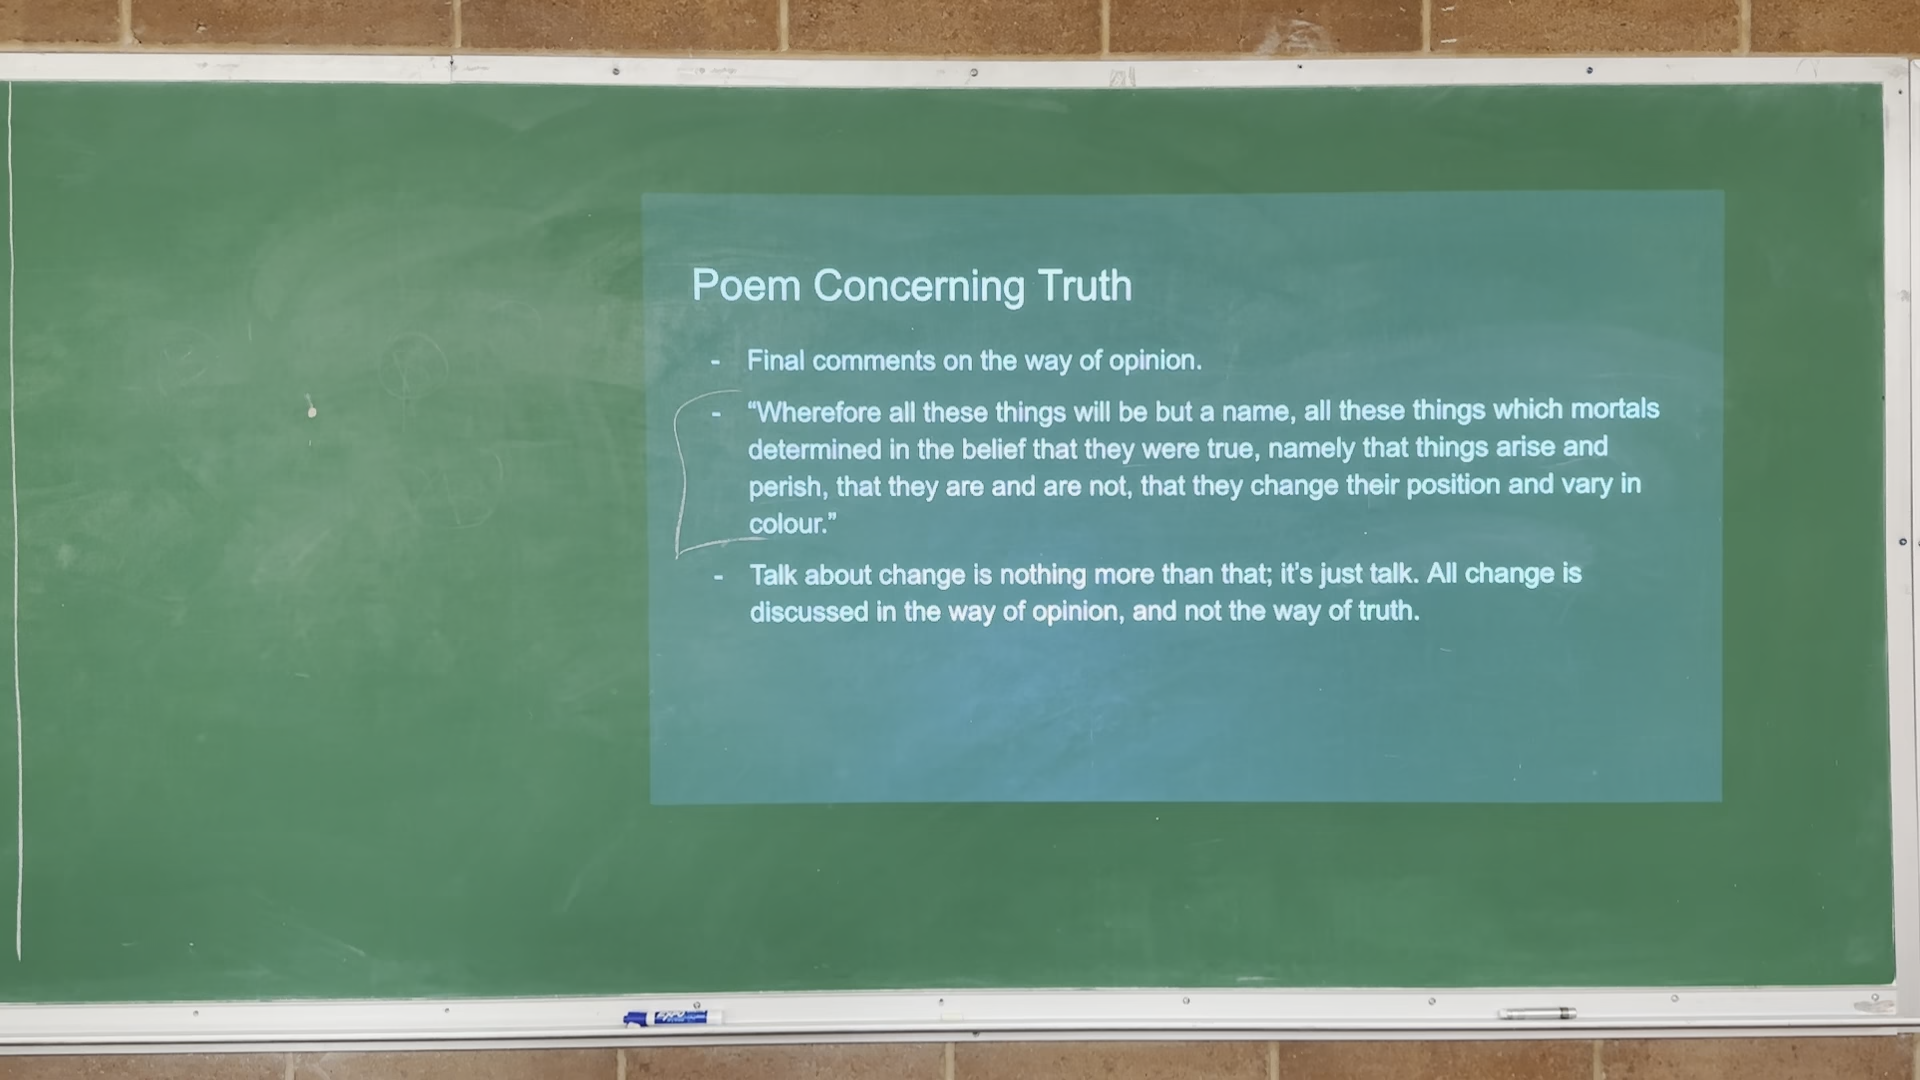 Poem Concerning Truth
- Final comments on the way of opinion.
- “Wherefore all these things will be but a name, all these things which mortals
determined in the belief that they were true, namely that things arise and
perish, that they are and are not, that they change their position and vary in
colour.”
- Talk about change is nothing more than that; it’s just talk. All change is
discussed in the way of opinion, and not the way of truth.
EXPO